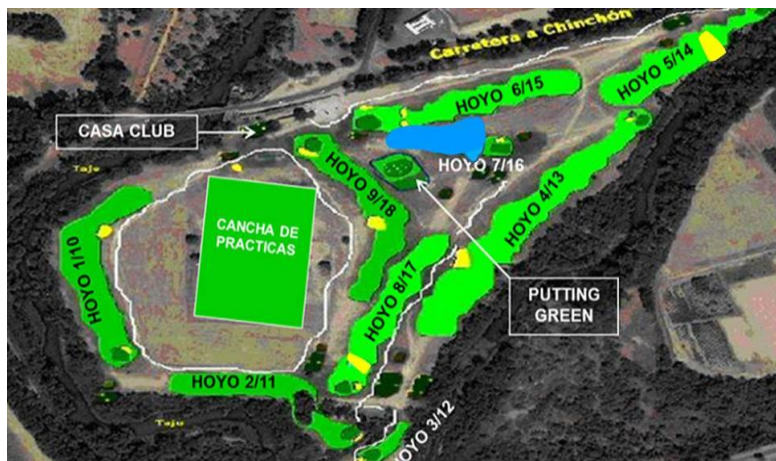 Carretera a Chinchón
HOYO 5/14
HOYO 6/15
CASA CLUB
HOYO 7/16
Tajo
HOYO 9/18
HOYO 4/13
CANCHA DE
PRACTICAS
HOYO 1/10
HOYO 8/17
PUTTING
GREEN
HOYO 2/11
HOYO 3/12
Tajo